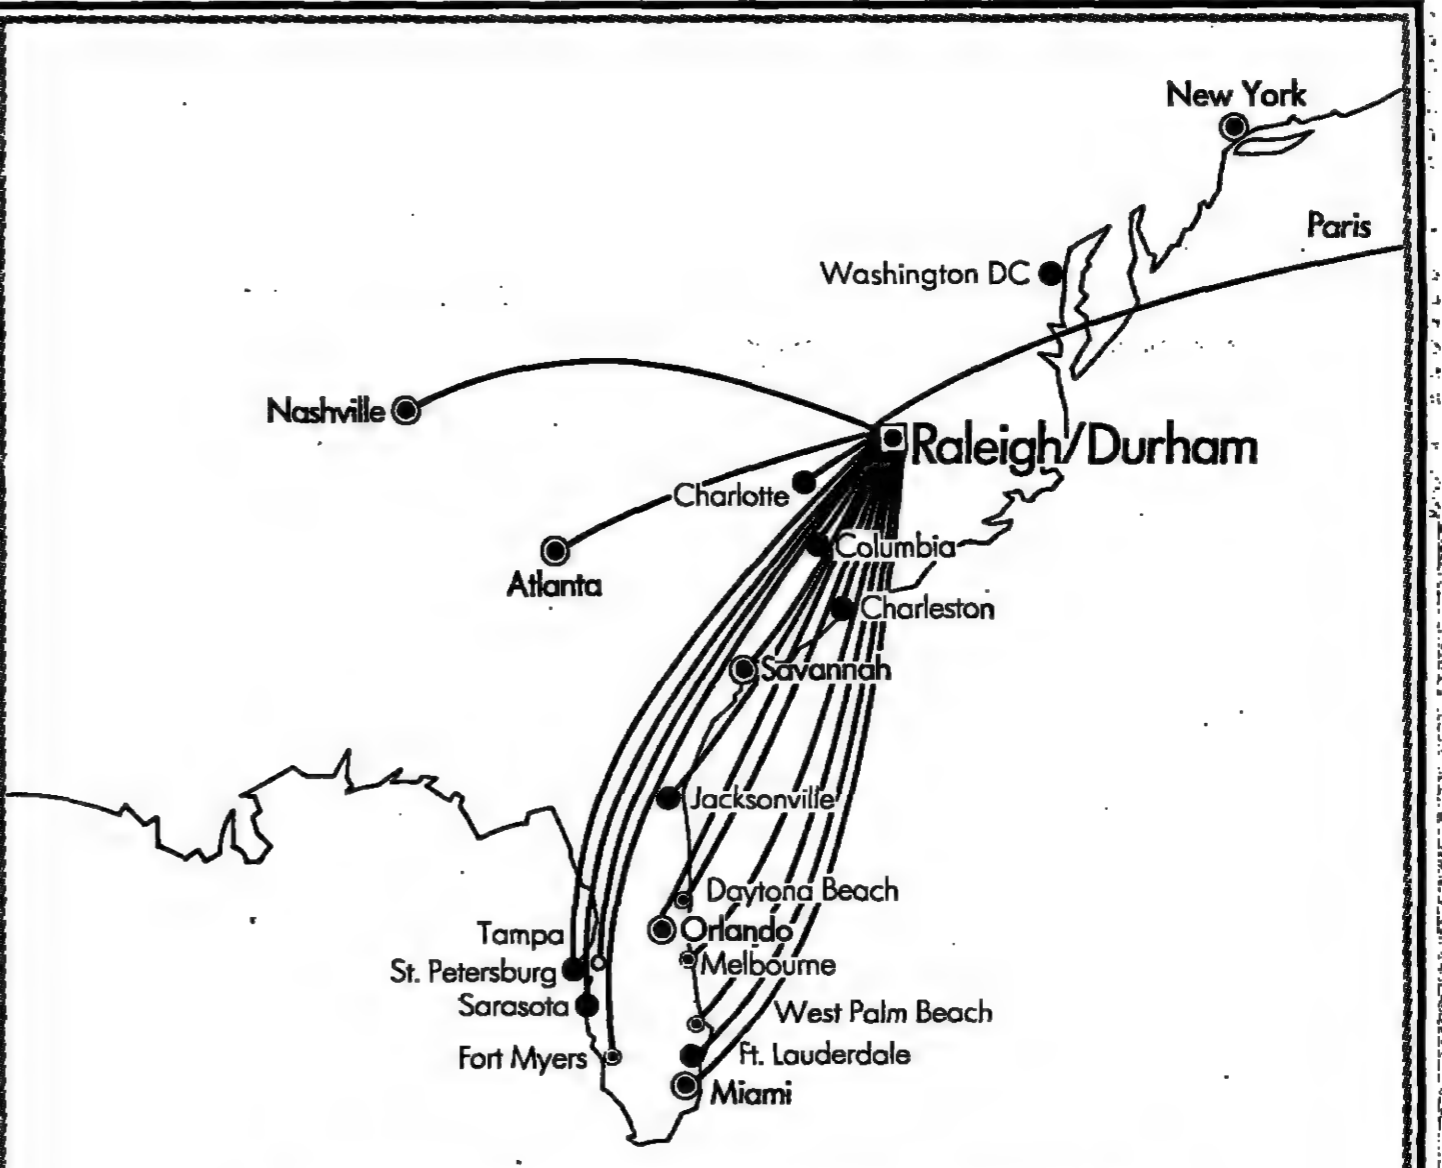 New York
Paris
Washington DC
Nashville
Raleigh/Durham
Charlotte
Columbia
Atlanta
Charleston
Savannah
Jacksonville
Daytona Beach
Tampa
Orlando
Melbourne
St. Petersburg
Sarasota
West Palm Beach
Fort Myers
Ft. Lauderdale
Miami